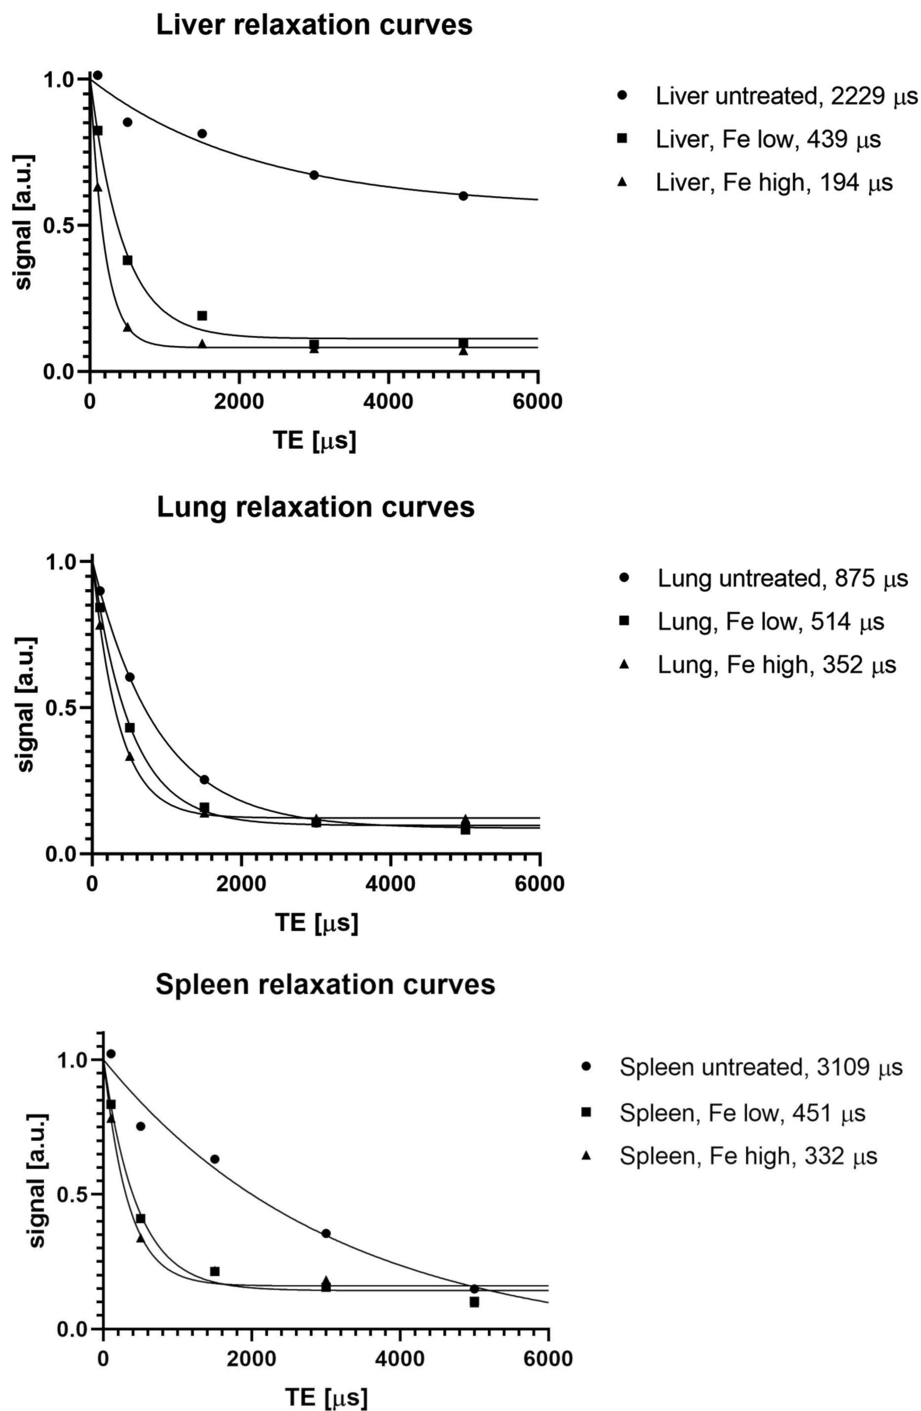 Liver relaxation curves
1.0
0.5
0.0
signal [a.u.]
0 2000 4000 6000
TE [μs]
Liver untreated, 2229 μs
Liver, Fe low, 439 μs
Liver, Fe high, 194 μs
Lung relaxation curves
1.0
0.5
0.0
signal [a.u.]
0 2000 4000 6000
TE [μs]
Lung untreated, 875 μs
Lung, Fe low, 514 μs
Lung, Fe high, 352 μs
Spleen relaxation curves
1.0
0.5
0.0
signal [a.u.]
0 2000 4000 6000
TE [μs]
Spleen untreated, 3109 μs
Spleen, Fe low, 451 μs
Spleen, Fe high, 332 μs